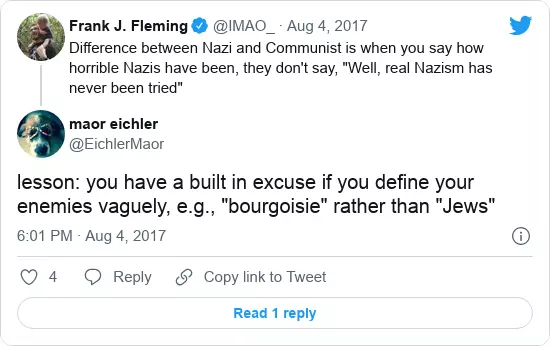 Frank J. Fleming @IMAO_ · Aug 4, 2017
Difference between Nazi and Communist is when you say how
horrible Nazis have been, they don't say, "Well, real Nazism has
never been tried"
maor eichler
@EichlerMaor
lesson: you have a built in excuse if you define your
enemies vaguely, e.g., "bourgoisie" rather than "Jews"
6:01 PM · Aug 4, 2017
4 Reply Copy link to Tweet
Read 1 reply